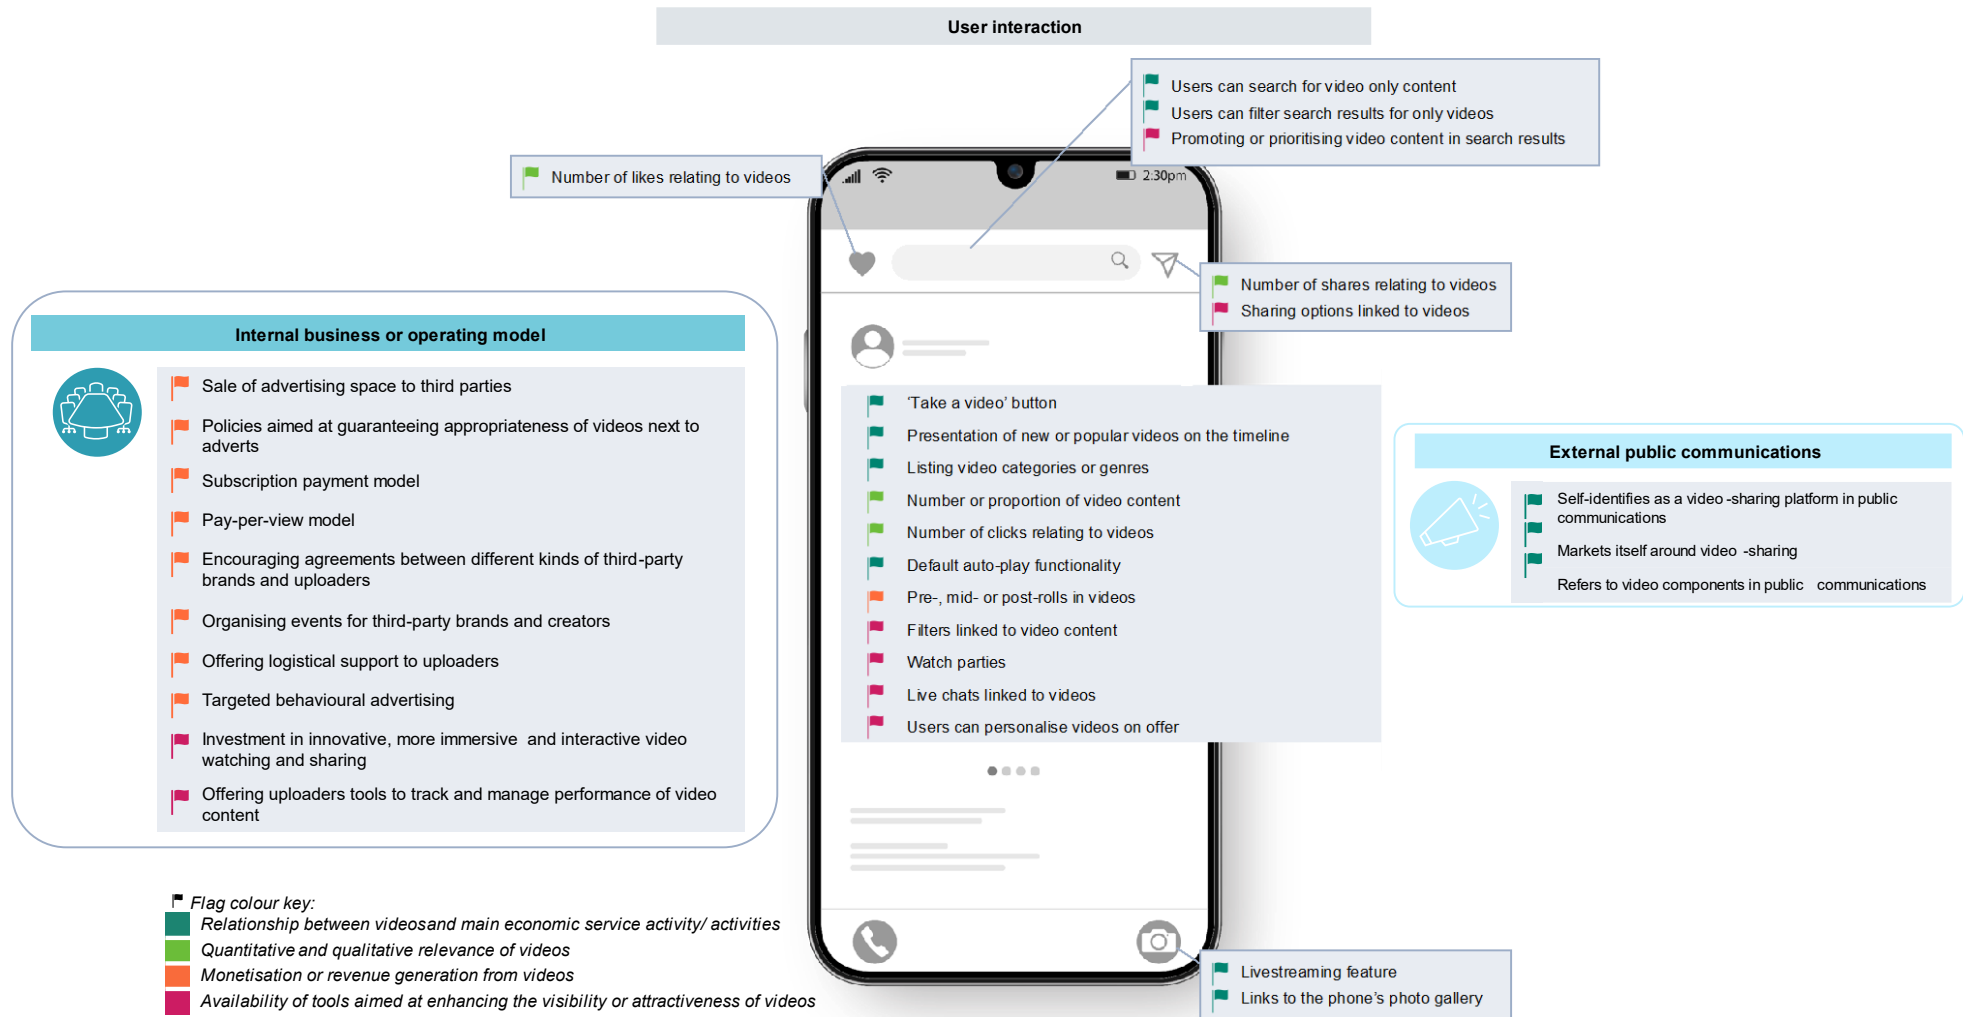 User interaction
Users can search for video only content
Users can filter search results for only videos
Promoting or prioritising video content in search results
Number of likes relating to videos
2:30pm
Number of shares relating to videos
Sharing options linked to videos
Internal business or operating model
Sale of advertising space to third parties
Policies aimed at guaranteeing appropriateness of videos next to
adverts
Subscription payment model
Pay-per-view model
Encouraging agreements between different kinds of third-party
brands and uploaders
Organising events for third-party brands and creators
Offering logistical support to uploaders
Targeted behavioural advertising
Investment in innovative, more immersive and interactive video
watching and sharing
Offering uploaders tools to track and manage performance of video
content
‘Take a video’ button
Presentation of new or popular videos on the timeline
Listing video categories or genres
Number or proportion of video content
Number of clicks relating to videos
Default auto-play functionality
Pre-, mid- or post-rolls in videos
Filters linked to video content
Watch parties
Live chats linked to videos
Users can personalise videos on offer
External public communications
Self-identifies as a video -sharing platform in public
communications
Markets itself around video -sharing
Refers to video components in public communications
Flag colour key:
Relationship between videosand main economic service activity/ activities
Quantitative and qualitative relevance of videos
Monetisation or revenue generation from videos
Availability of tools aimed at enhancing the visibility or attractiveness of videos
Livestreaming feature
Links to the phone’s photo gallery